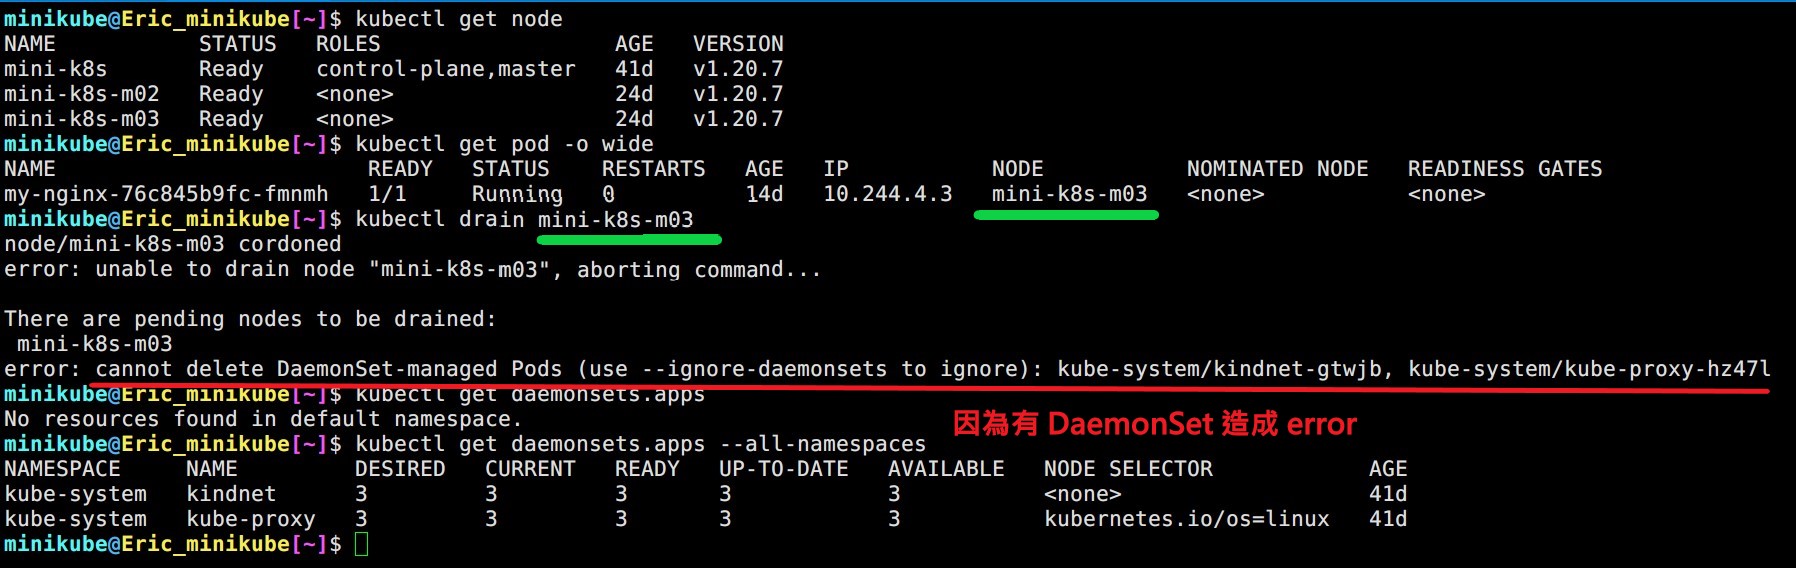 minikube@Eric_minikube[~]$ kubectl get node
NAME           STATUS   ROLES                  AGE   VERSION
mini-k8s       Ready    control-plane,master   41d   v1.20.7
mini-k8s-m02   Ready    <none>                 24d   v1.20.7
mini-k8s-m03   Ready    <none>                 24d   v1.20.7
minikube@Eric_minikube[~]$ kubectl get pod -o wide
NAME                        READY   STATUS    RESTARTS   AGE   IP           NODE           NOMINATED NODE   READINESS GATES
my-nginx-76c845b9fc-fmnmh   1/1     Running   0          14d   10.244.4.3   mini-k8s-m03   <none>           <none>
minikube@Eric_minikube[~]$ kubectl drain mini-k8s-m03
node/mini-k8s-m03 cordoned
error: unable to drain node "mini-k8s-m03", aborting command...
There are pending nodes to be drained:
 mini-k8s-m03
error: cannot delete DaemonSet-managed Pods (use --ignore-daemonsets to ignore): kube-system/kindnet-gtwjb, kube-system/kube-proxy-hz47l
minikube@Eric_minikube[~]$ kubectl get daemonsets.apps
No resources found in default namespace.
因為有 DaemonSet 造成 error
minikube@Eric_minikube[~]$ kubectl get daemonsets.apps --all-namespaces
NAMESPACE     NAME         DESIRED   CURRENT   READY   UP-TO-DATE   AVAILABLE   NODE SELECTOR            AGE
kube-system   kindnet      3         3         3       3            3           <none>                   41d
kube-system   kube-proxy   3         3         3       3            3           kubernetes.io/os=linux   41d
minikube@Eric_minikube[~]$